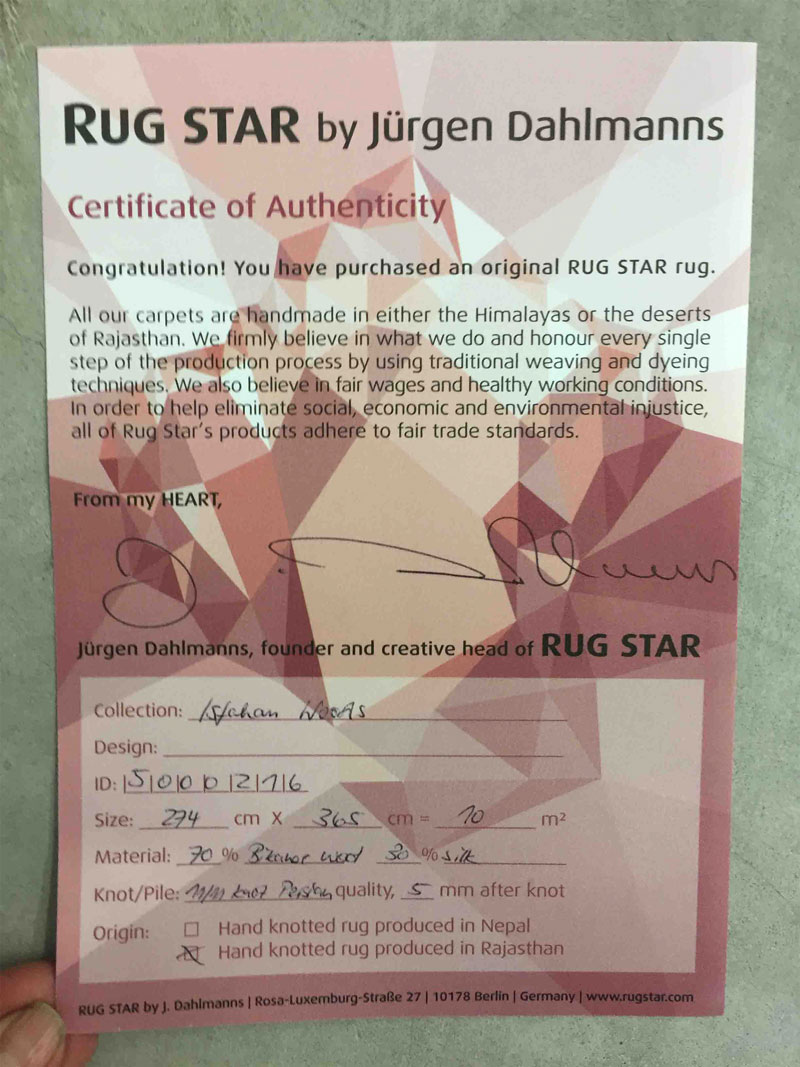 RUG STAR by Jürgen Dahlmanns
Certificate of Authenticity
Congratulation! You have purchased an original RUG STAR rug.
All our carpets are handmade in either the Himalayas or the deserts
of Rajasthan. We firmly believe in what we do and honour every single
step of the production process by using traditional weaving and dyeing
techniques. We also believe in fair wages and healthy working conditions.
In order to help eliminate social, economic and environmental injustice,
all of Rug Star's products adhere to fair trade standards.
From my HEART,
Jürgen Dahlmanns, founder and creative head of RUG STAR
Collection: Isfahan
Design:
ID: 5000216
Size: 274 cm X 365 cm = 10 m²
Material: 70 % 30 % silk
Knot/Pile: knot Persian quality, 5 mm after knot
Origin: Hand knotted rug produced in Nepal
Hand knotted rug produced in Rajasthan
RUG STAR by J. Dahlmanns | Rosa-Luxemburg-Straße 27 | 10178 Berlin | Germany | www.rugstar.com